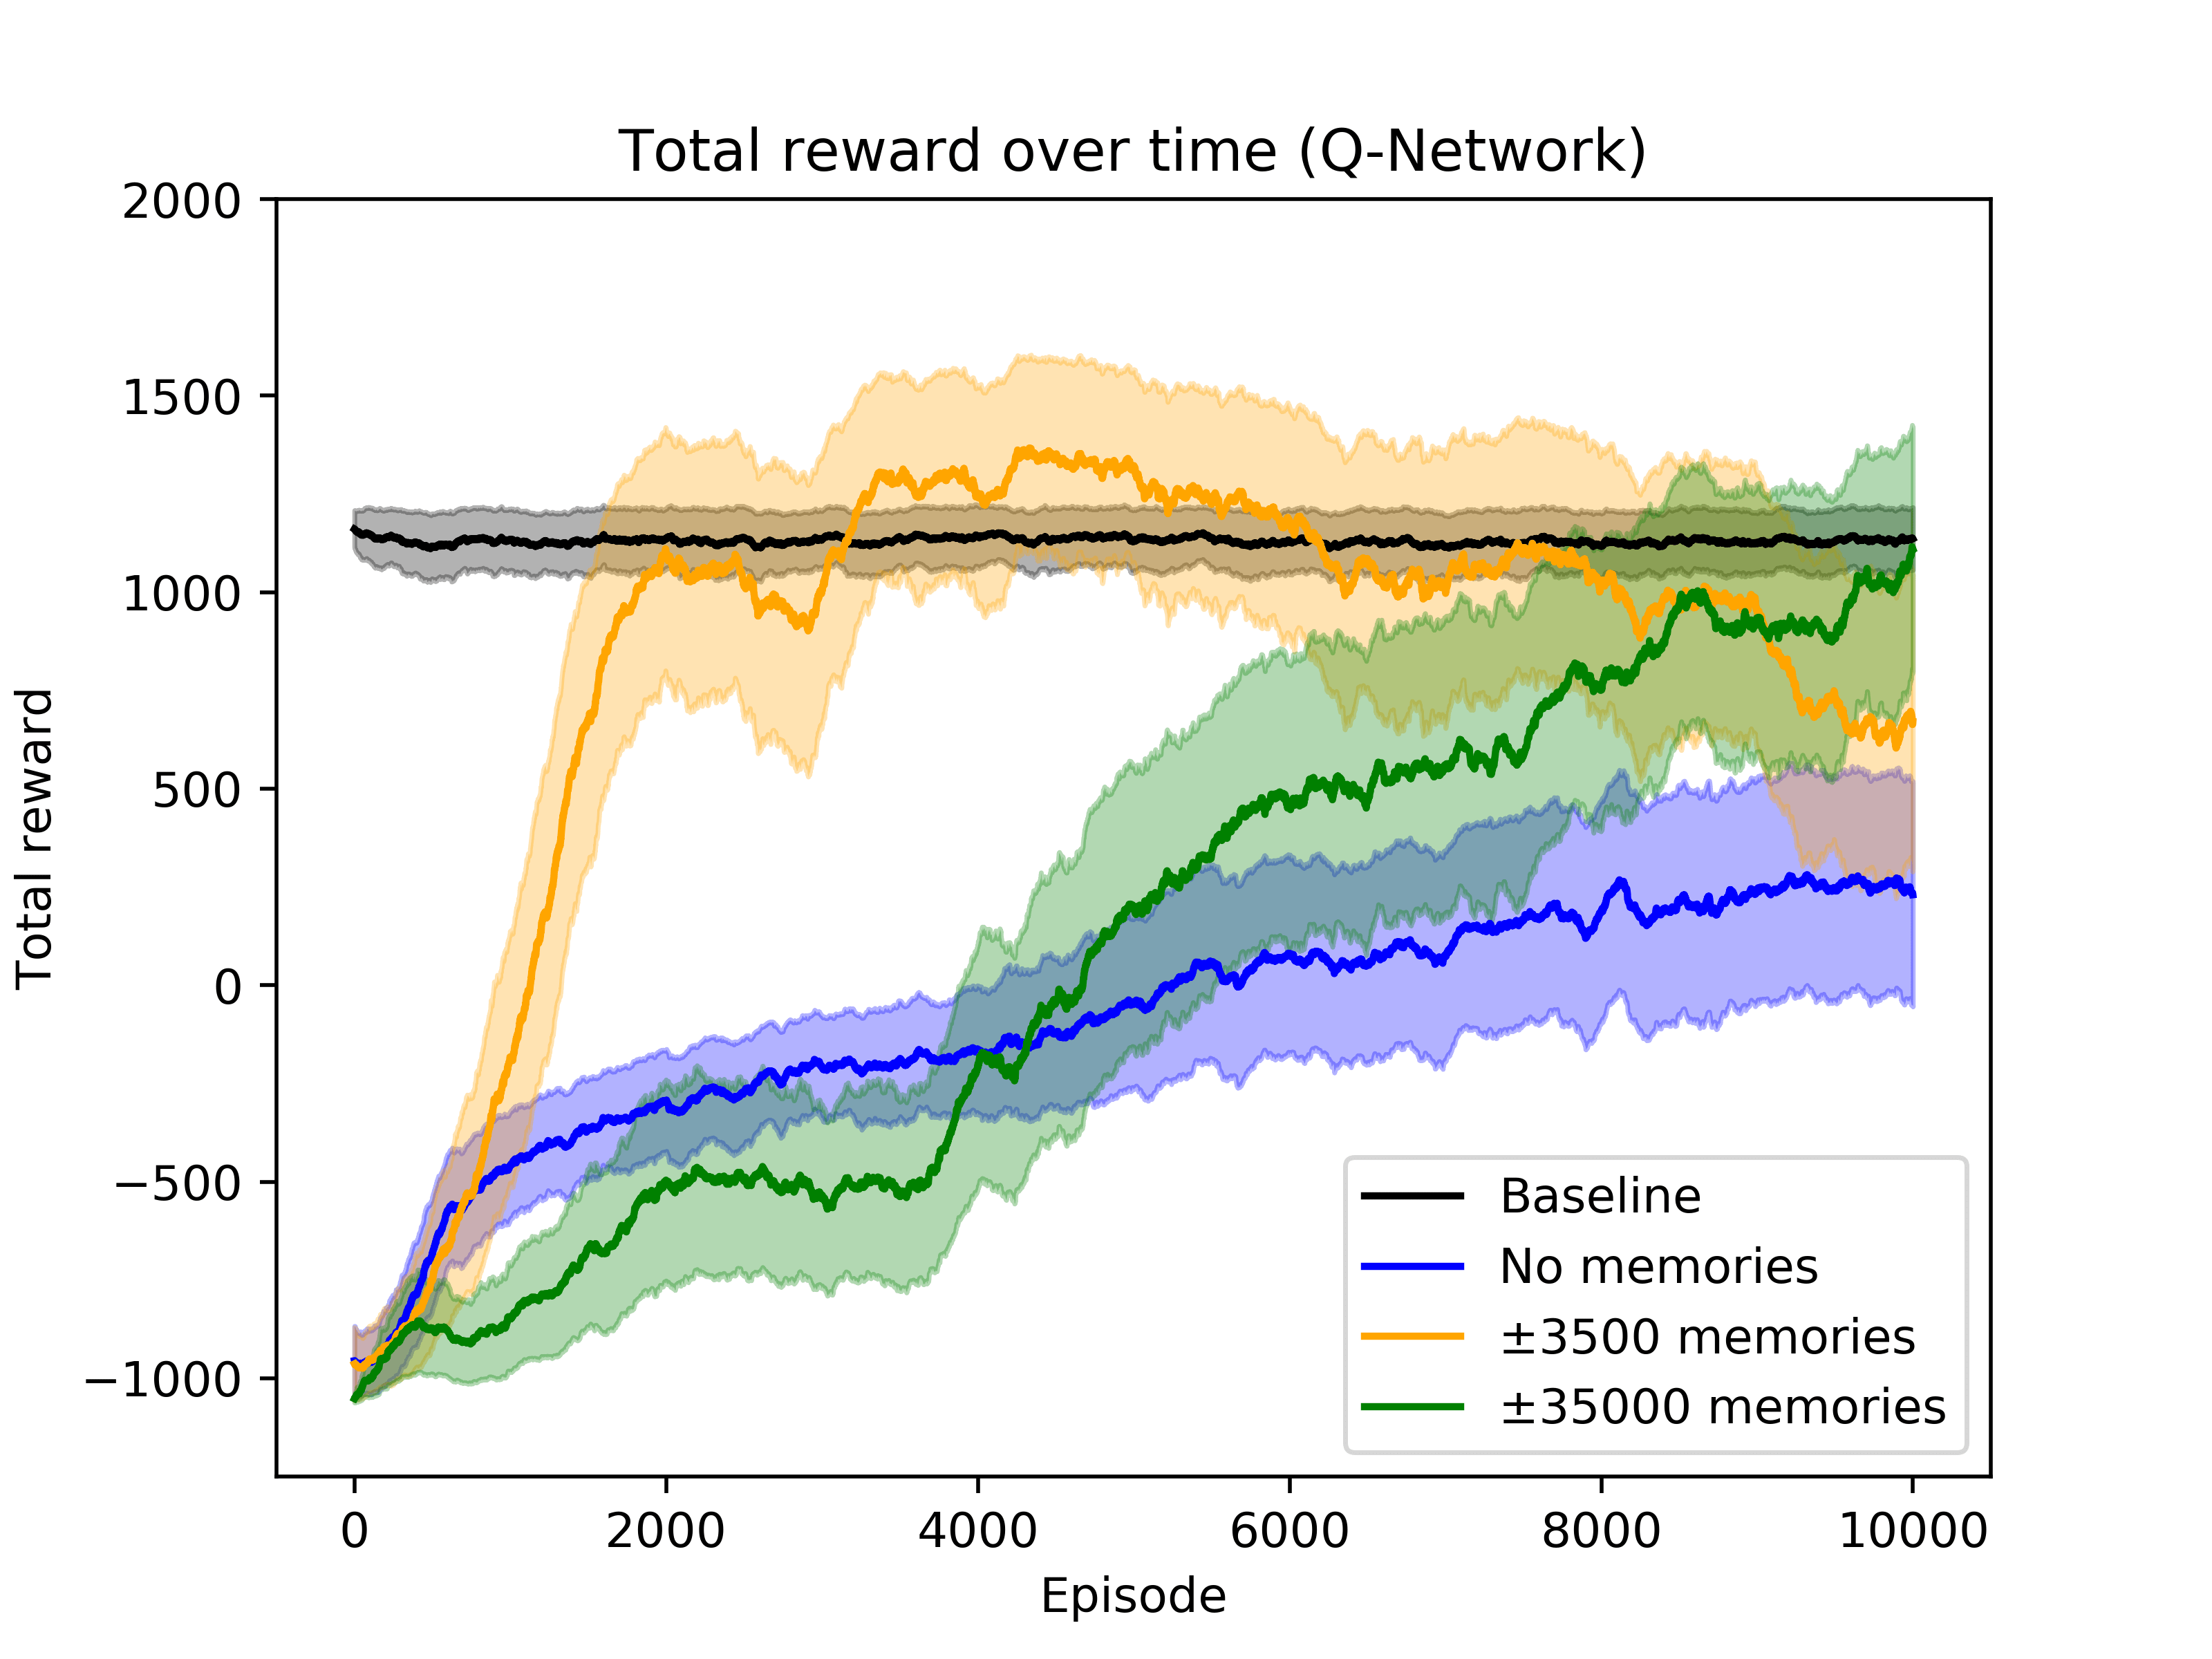 Total reward over time (Q-Network)
2000
1500
1000
500
0
−500
−1000
Total reward
0 2000 4000 6000 8000 10000
Episode
Baseline
No memories
±3500 memories
±35000 memories